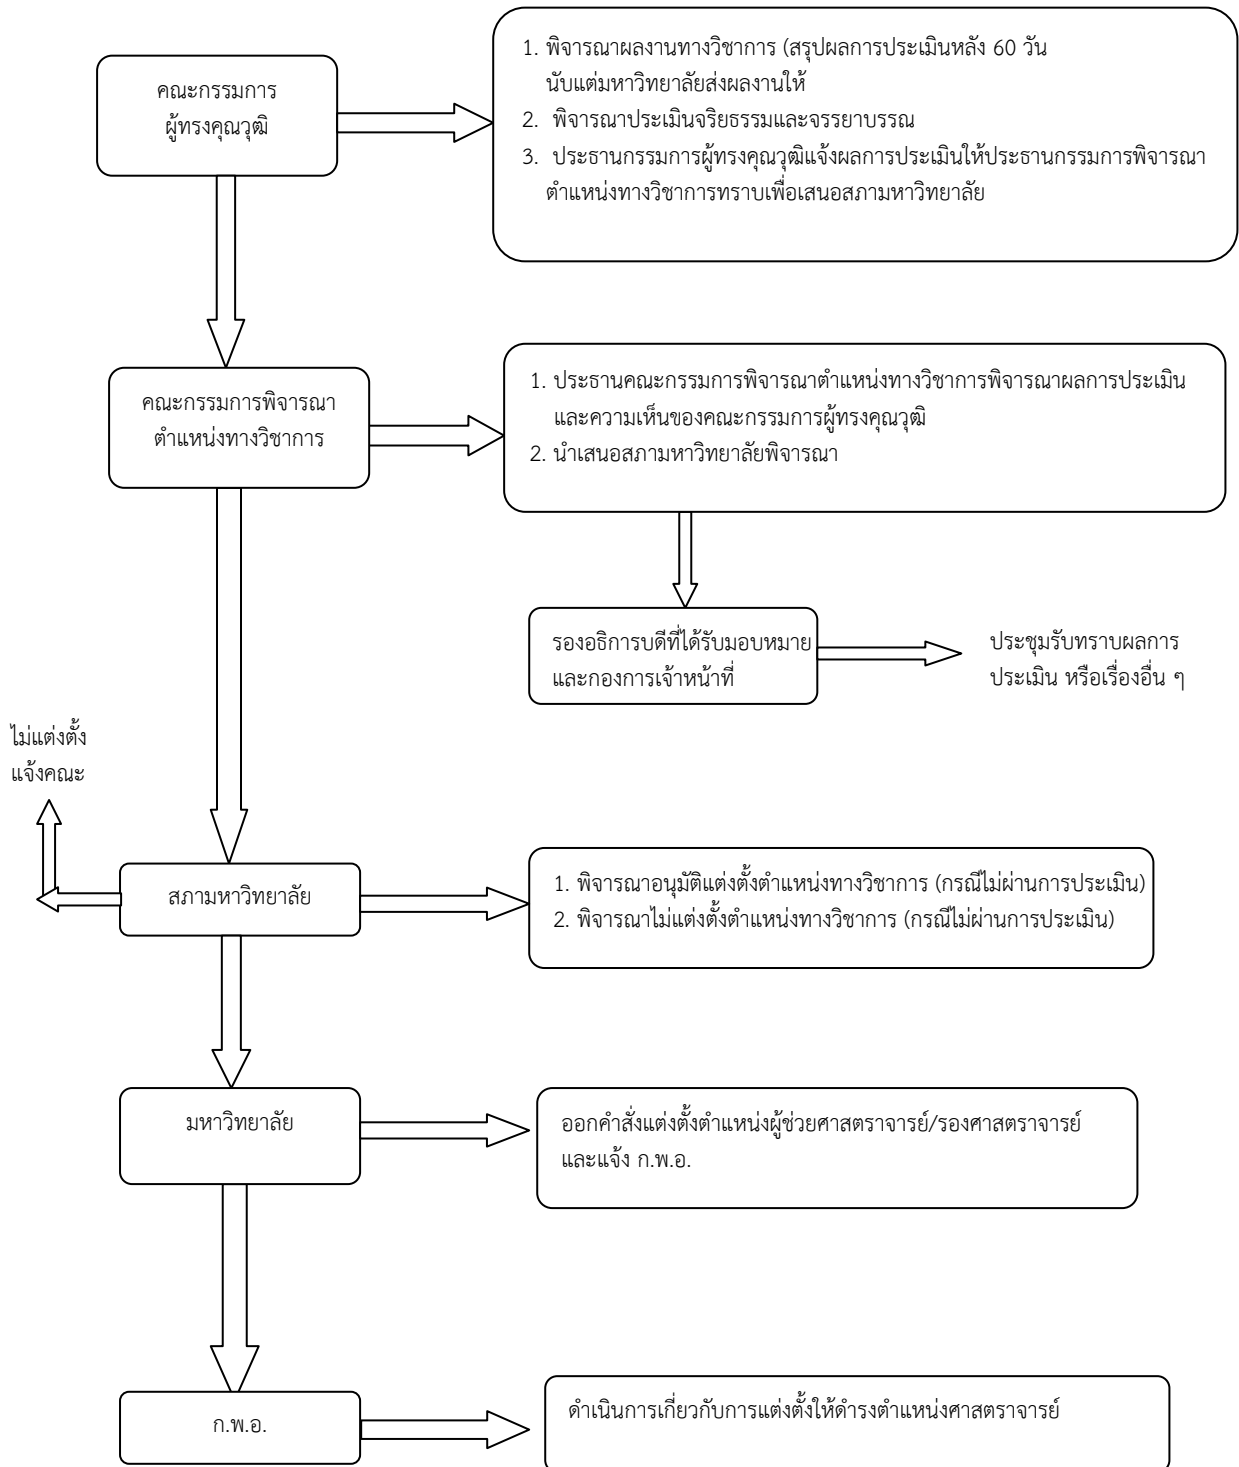 คณะกรรมการ
ผู้ทรงคุณวุฒิ
1. พิจารณาผลงานทางวิชาการ (สรุปผลการประเมินหลัง 60 วัน
นับแต่มหาวิทยาลัยส่งผลงานให้
2. พิจารณาประเมินจริยธรรมและจรรยาบรรณ
3. ประธานกรรมการผู้ทรงคุณวุฒิแจ้งผลการประเมินให้ประธานกรรมการพิจารณา
ตำแหน่งทางวิชาการทราบเพื่อเสนอสภามหาวิทยาลัย
คณะกรรมการพิจารณา
ตำแหน่งทางวิชาการ
1. ประธานคณะกรรมการพิจารณาตำแหน่งทางวิชาการพิจารณาผลการประเมิน
และความเห็นของคณะกรรมการผู้ทรงคุณวุฒิ
2. นำเสนอสภามหาวิทยาลัยพิจารณา
รองอธิการบดีที่ได้รับมอบหมาย
และกองการเจ้าหน้าที่
ประชุมรับทราบผลการ
ประเมิน หรือเรื่องอื่น ๆ
ไม่แต่งตั้ง
แจ้งคณะ
สภามหาวิทยาลัย
1. พิจารณาอนุมัติแต่งตั้งตำแหน่งทางวิชาการ (กรณีไม่ผ่านการประเมิน)
2. พิจารณาไม่แต่งตั้งตำแหน่งทางวิชาการ (กรณีไม่ผ่านการประเมิน)
มหาวิทยาลัย
ออกคำสั่งแต่งตั้งตำแหน่งผู้ช่วยศาสตราจารย์/รองศาสตราจารย์
และแจ้ง ก.พ.อ.
ก.พ.อ.
ดำเนินการเกี่ยวกับการแต่งตั้งให้ดำรงตำแหน่งศาสตราจารย์